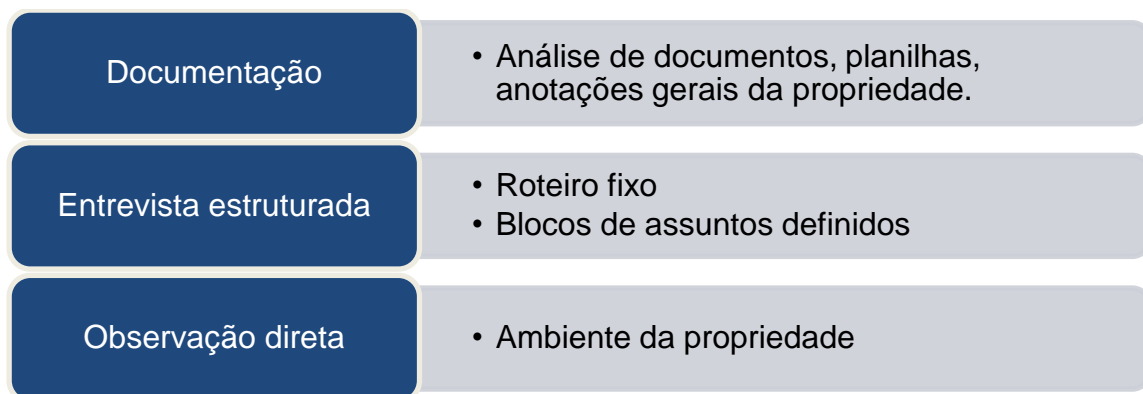 Documentação
• Análise de documentos, planilhas,
anotações gerais da propriedade.
Entrevista estruturada
• Roteiro fixo
• Blocos de assuntos definidos
Observação direta
• Ambiente da propriedade